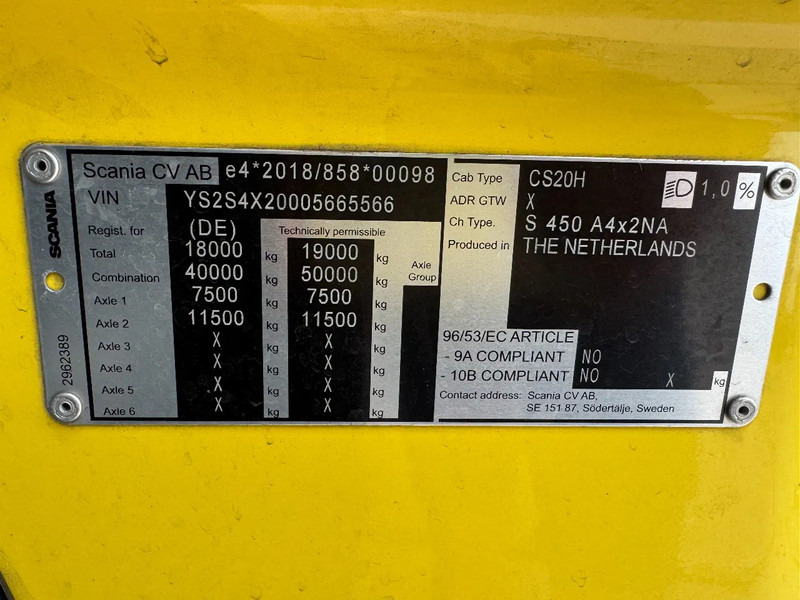 SCANIA
2962389
Scania CV AB e4*2018/858*00098
VIN YS2S4X20005665566
Regist. for (DE) Technically permissible
Total 18000 kg 19000 kg
Combination 40000 kg 50000 kg
Axle Group
Axle 1 7500 kg 7500 kg
Axle 2 11500 kg 11500 kg
Axle 3 X kg X kg
Axle 4 X X
Axle 5 X kg X kg
Axle 6 X kg X kg
Cab Type CS20H 1,0 %
ADR GTW X
Ch Type. S 450 A4x2NA
Produced in THE NETHERLANDS
96/53/EC ARTICLE
- 9A COMPLIANT NO
- 10B COMPLIANT NO X kg
Contact address: Scania CV AB,
SE 151 87, Södertälje, Sweden